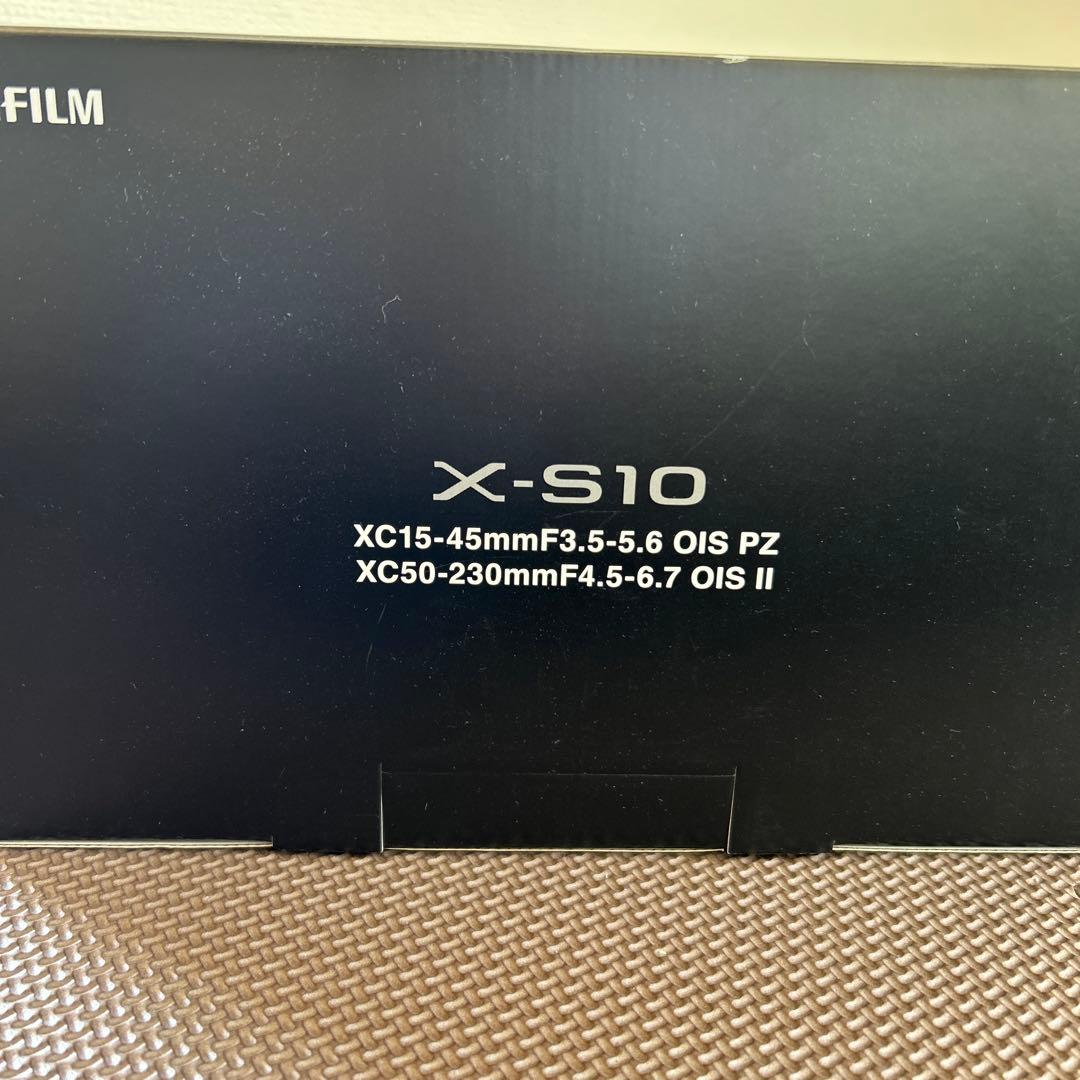 FILM
X-S10
XC15-45mmF3.5-5.6 OIS PZ
XC50-230mmF4.5-6.7 OIS II